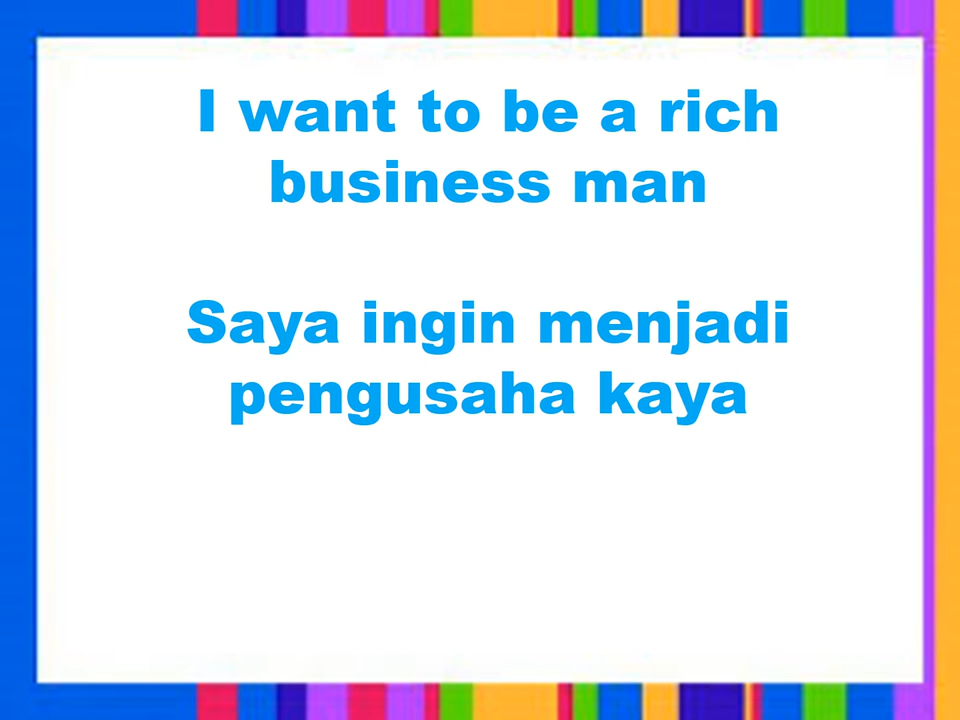 I want to be a rich
business man
Saya ingin menjadi
pengusaha kaya